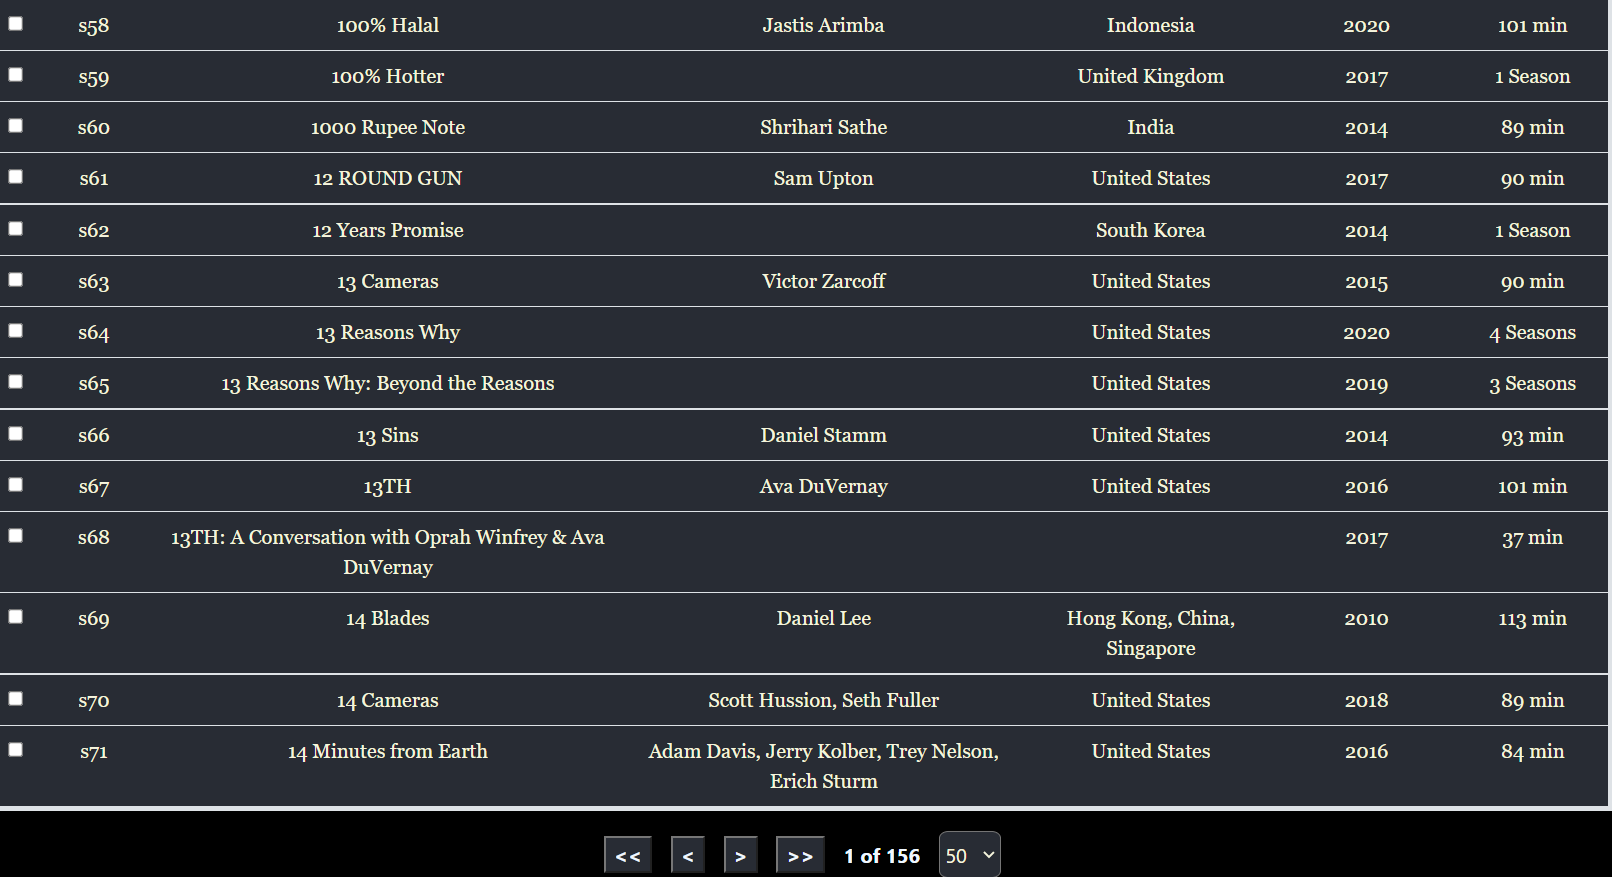 s58 100% Halal Jastis Arimba Indonesia 2020 101 min
s59 100% Hotter United Kingdom 2017 1 Season
s60 1000 Rupee Note Shrihari Sathe India 2014 89 min
s61 12 ROUND GUN Sam Upton United States 2017 90 min
s62 12 Years Promise South Korea 2014 1 Season
s63 13 Cameras Victor Zarcoff United States 2015 90 min
s64 13 Reasons Why United States 2020 4 Seasons
s65 13 Reasons Why: Beyond the Reasons United States 2019 3 Seasons
s66 13 Sins Daniel Stamm United States 2014 93 min
s67 13TH Ava DuVernay United States 2016 101 min
s68 13TH: A Conversation with Oprah Winfrey & Ava 2017 37 min
DuVernay
s69 14 Blades Daniel Lee Hong Kong, China, 2010 113 min
Singapore
s70 14 Cameras Scott Hussion, Seth Fuller United States 2018 89 min
s71 14 Minutes from Earth Adam Davis, Jerry Kolber, Trey Nelson, United States 2016 84 min
Erich Sturm
<< < > >> 1 of 156 50